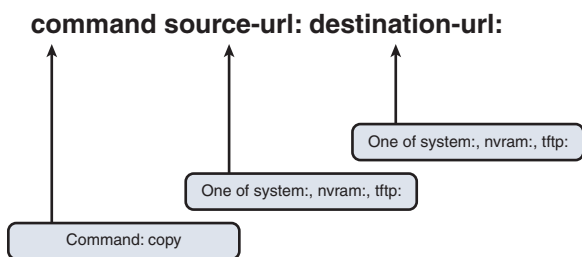 command source-url: destination-url:
One of system:, nvram:, tftp:
One of system:, nvram:, tftp:
Command: copy